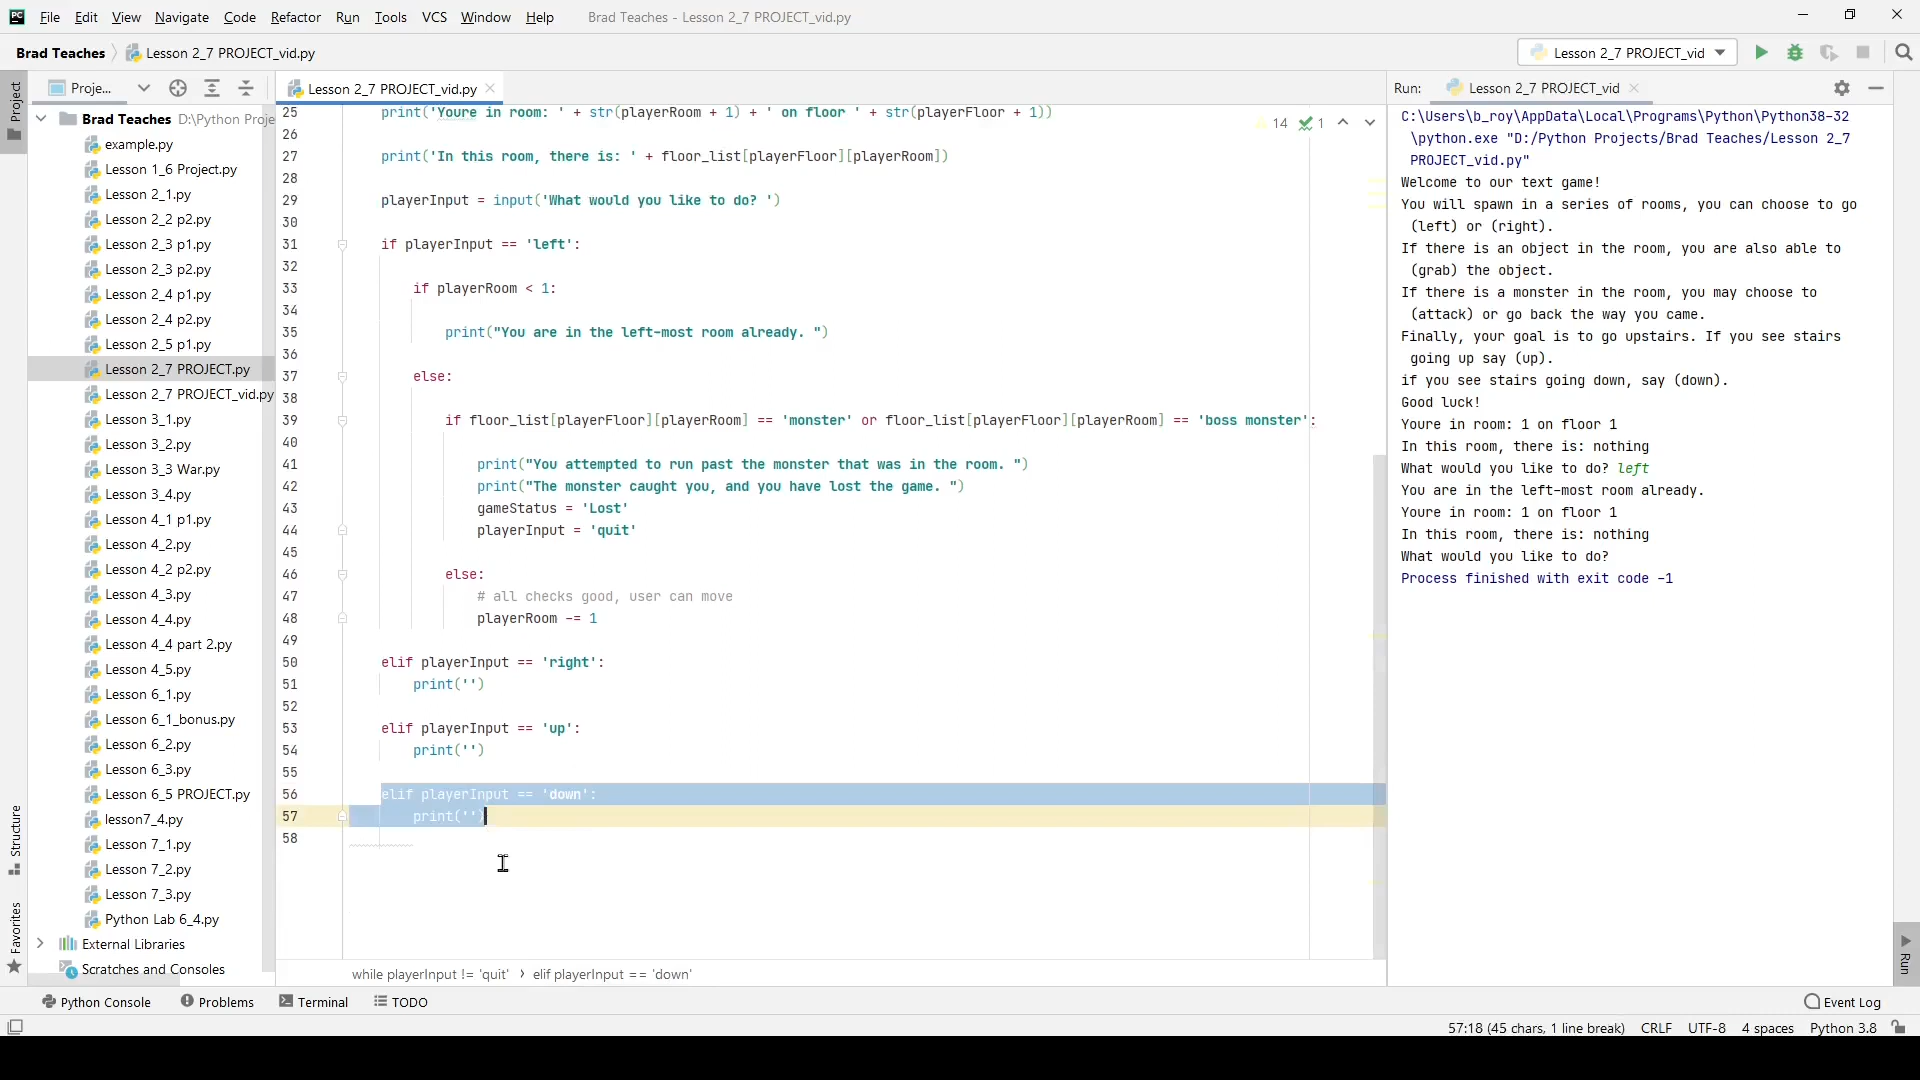 File Edit View Navigate Code Refactor Run Tools VCS Window Help Brad Teaches - Lesson 2_7 PROJECT_vid.py
Brad Teaches Lesson 2_7 PROJECT_vid.py Lesson 2_7 PROJECT_vid
Project
Proje...
Brad Teaches D:\Python Proje
example.py
Lesson 1_6 Project.py
Lesson 2_1.py
Lesson 2_2 p2.py
Lesson 2_3 p1.py
Lesson 2_3 p2.py
Lesson 2_4 p1.py
Lesson 2_4 p2.py
Lesson 2_5 p1.py
Lesson 2_7 PROJECT.py
Lesson 2_7 PROJECT_vid.py
Lesson 3_1.py
Lesson 3_2.py
Lesson 3_3 War.py
Lesson 3_4.py
Lesson 4_1 p1.py
Lesson 4_2.py
Lesson 4_2 p2.py
Lesson 4_3.py
Lesson 4_4.py
Lesson 4_4 part 2.py
Lesson 4_5.py
Lesson 6_1.py
Lesson 6_1_bonus.py
Lesson 6_2.py
Lesson 6_3.py
Lesson 6_5 PROJECT.py
lesson7_4.py
Lesson 7_1.py
Lesson 7_2.py
Lesson 7_3.py
Python Lab 6_4.py
External Libraries
Scratches and Consoles
Structure
Favorites
Lesson 2_7 PROJECT_vid.py
14 1
25 print('Youre in room: ' + str(playerRoom + 1) + ' on floor ' + str(playerFloor + 1))
26
27 print('In this room, there is: ' + floor_list[playerFloor][playerRoom])
28
29 playerInput = input('What would you like to do? ')
30
31 if playerInput == 'left':
32
33 if playerRoom < 1:
34
35 print("You are in the left-most room already. ")
36
37 else:
38
39 if floor_list[playerFloor][playerRoom] == 'monster' or floor_list[playerFloor][playerRoom] == 'boss monster':
40
41 print("You attempted to run past the monster that was in the room. ")
42 print("The monster caught you, and you have lost the game. ")
43 gameStatus = 'Lost'
44 playerInput = 'quit'
45
46 else:
47 # all checks good, user can move
48 playerRoom -= 1
49
50 elif playerInput == 'right':
51 print('')
52
53 elif playerInput == 'up':
54 print('')
55
56 elif playerInput == 'down':
57 print('')
58
while playerInput != 'quit' › elif playerInput == 'down'
Run: Lesson 2_7 PROJECT_vid
C:\Users\b_roy\AppData\Local\Programs\Python\Python38-32
\python.exe "D:/Python Projects/Brad Teaches/Lesson 2_7
PROJECT_vid.py"
Welcome to our text game!
You will spawn in a series of rooms, you can choose to go
(left) or (right).
If there is an object in the room, you are also able to
(grab) the object.
If there is a monster in the room, you may choose to
(attack) or go back the way you came.
Finally, your goal is to go upstairs. If you see stairs
going up say (up).
if you see stairs going down, say (down).
Good luck!
Youre in room: 1 on floor 1
In this room, there is: nothing
What would you like to do? left
You are in the left-most room already.
Youre in room: 1 on floor 1
In this room, there is: nothing
What would you like to do?
Process finished with exit code -1
Run
Python Console Problems Terminal TODO Event Log
57:18 (45 chars, 1 line break) CRLF UTF-8 4 spaces Python 3.8